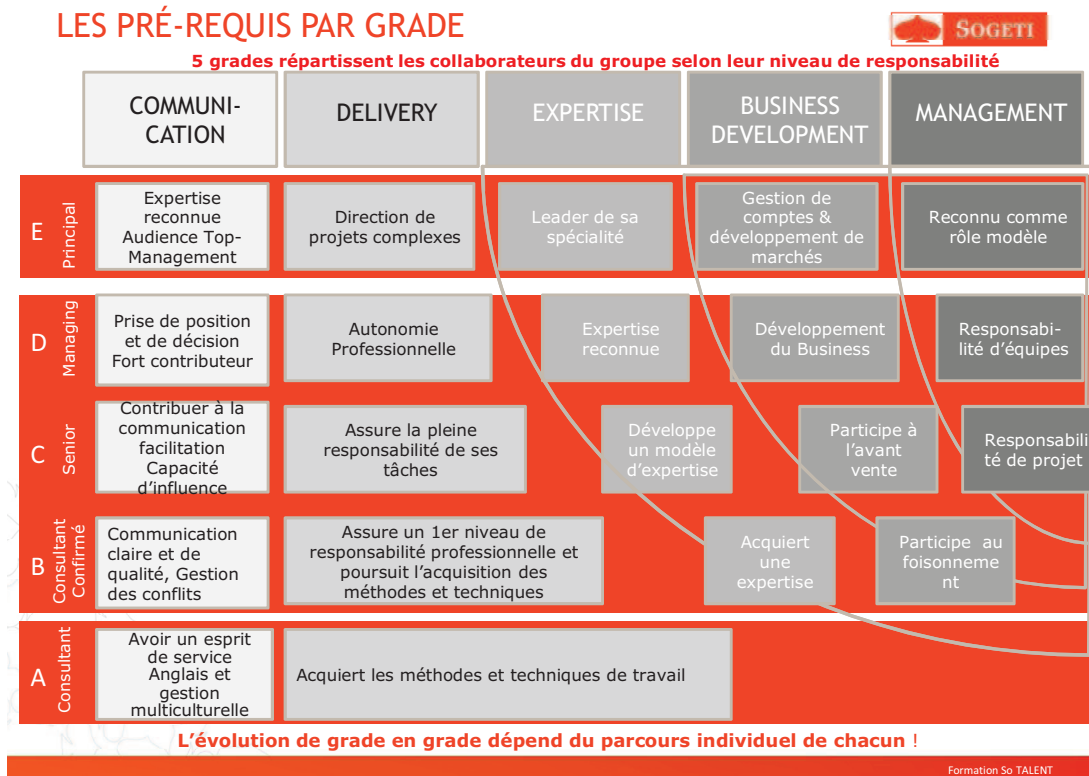 LES PRÉ-REQUIS PAR GRADE
SOGETI
5 grades répartissent les collaborateurs du groupe selon leur niveau de responsabilité
COMMUNI-
CATION
DELIVERY
EXPERTISE
BUSINESS
DEVELOPMENT
MANAGEMENT
E
Principal
Expertise
reconnue
Audience Top-
Management
Direction de
projets complexes
Leader de sa
spécialité
Gestion de
comptes &
développement de
marchés
Reconnu comme
rôle modèle
D
Managing
Prise de position
et de décision
Fort contributeur
Autonomie
Professionnelle
Expertise
reconnue
Développement
du Business
Responsabi-
lité d'équipes
C
Senior
Contribuer à la
communication
facilitation
Capacité
d'influence
Assure la pleine
responsabilité de ses
tâches
Développe
un modèle
d'expertise
Participe à
l'avant
vente
Responsabili
té de projet
B
Consultant
Confirmé
Communication
claire et de
qualité, Gestion
des conflits
Assure un 1er niveau de
responsabilité professionnelle et
poursuit l'acquisition des
méthodes et techniques
Acquiert
une
expertise
Participe au
foisonneme
nt
A
Consultant
Avoir un esprit
de service
Anglais et
gestion
multiculturelle
Acquiert les méthodes et techniques de travail
L'évolution de grade en grade dépend du parcours individuel de chacun !
Formation So TALENT